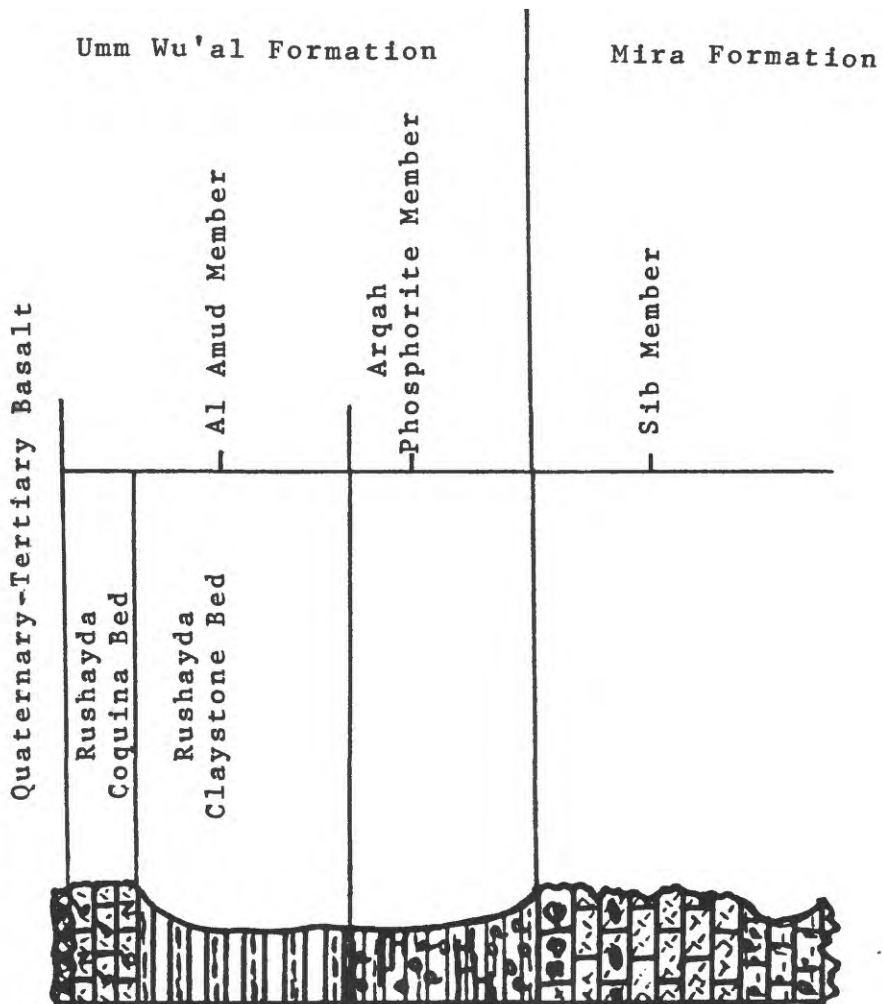 Umm Wu'al Formation
Mira Formation
Quaternary-Tertiary Basalt
Al Amud Member
Arqah
Phosphorite Member
Sib Member
Rushayda
Coquina Bed
Rushayda
Claystone Bed